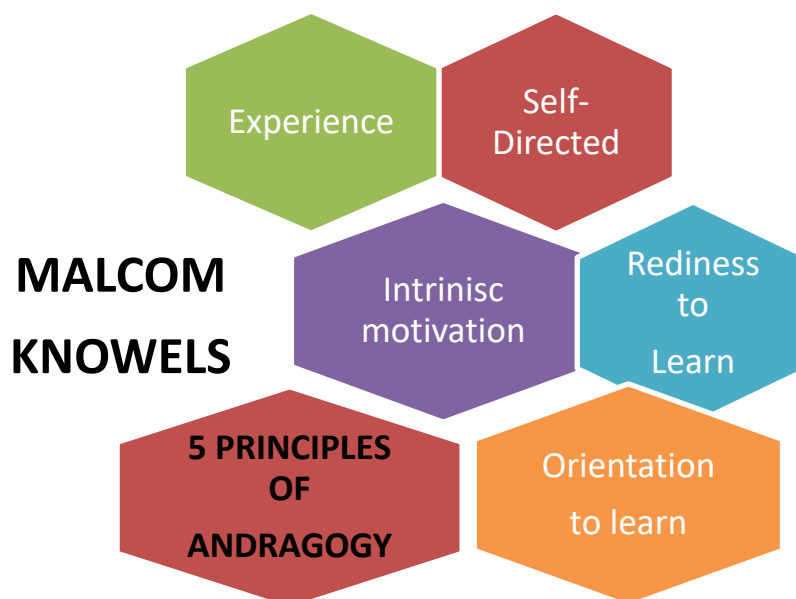 Experience
Self-
Directed
MALCOM
KNOWELS
Intrinisc
motivation
Rediness
to
Learn
5 PRINCIPLES
OF
ANDRAGOGY
Orientation
to learn